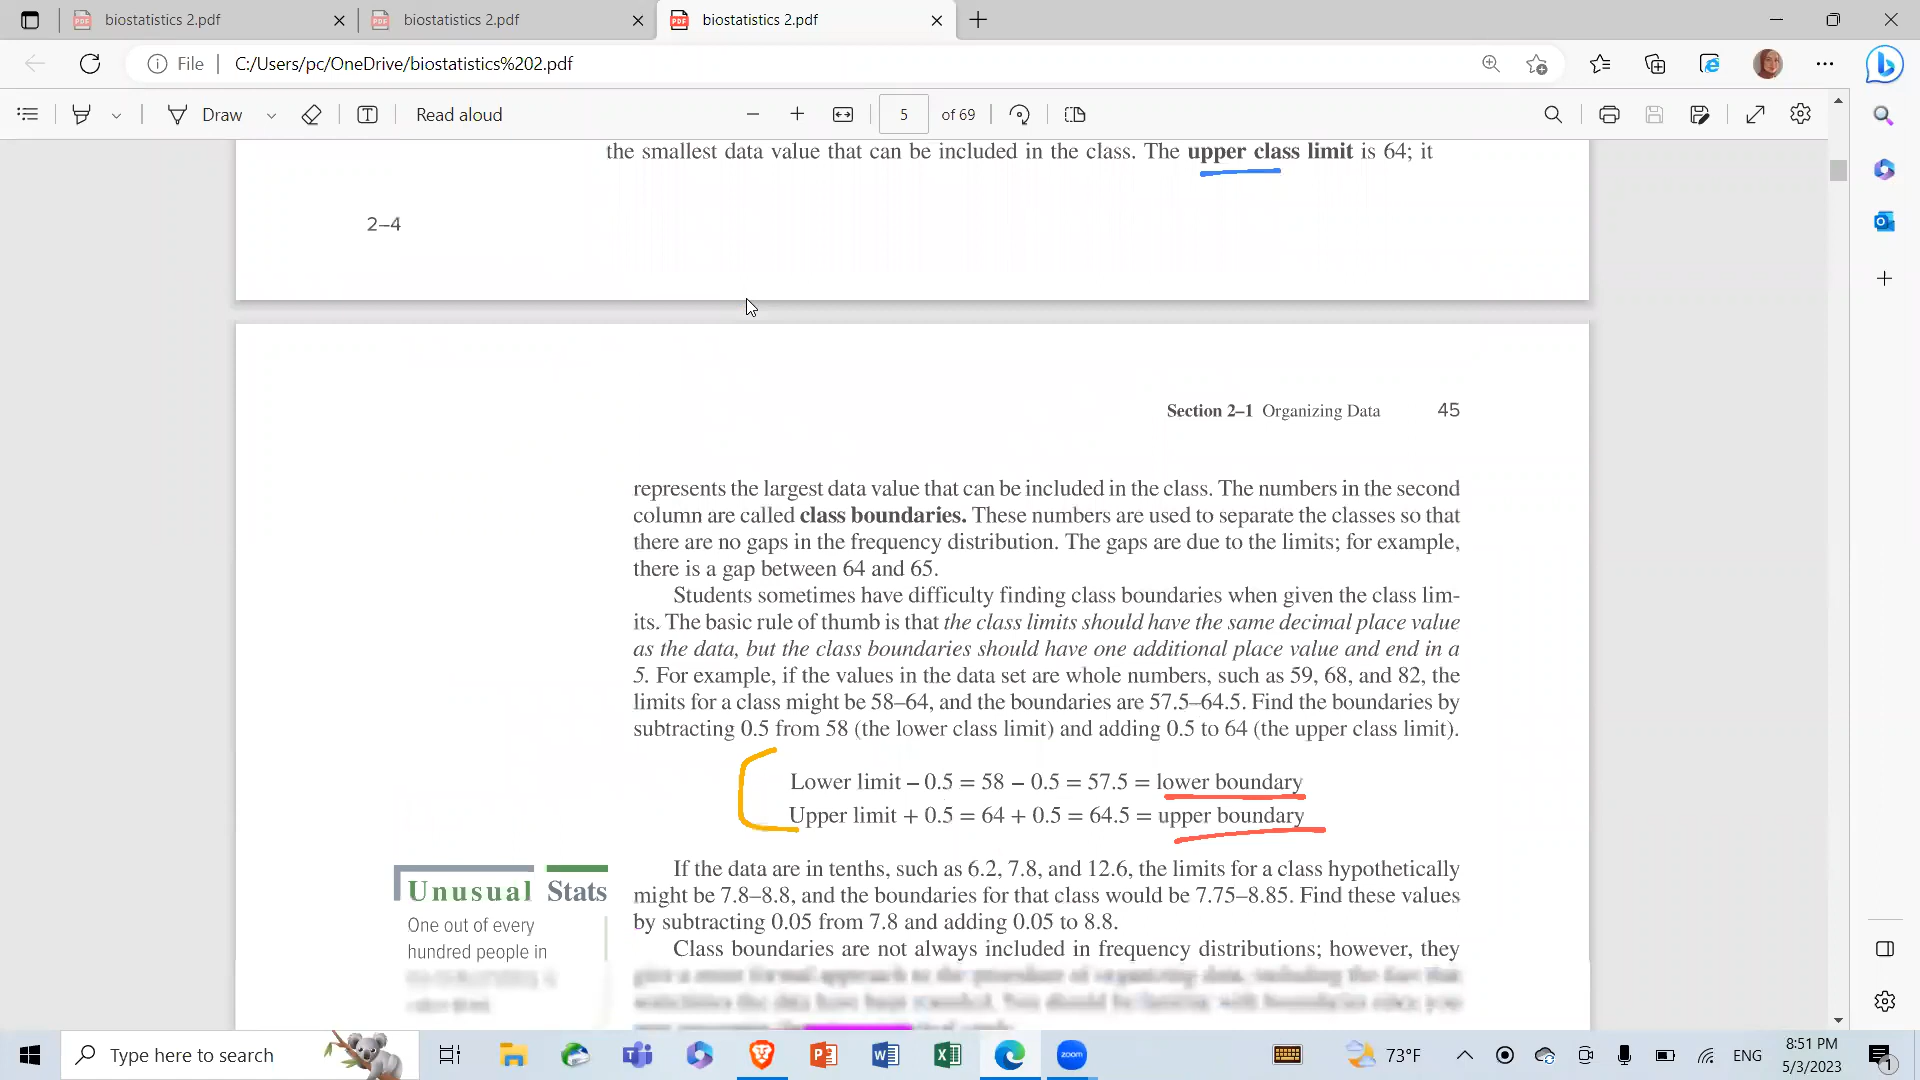 biostatistics 2.pdf
biostatistics 2.pdf
biostatistics 2.pdf
File
C:/Users/pc/OneDrive/biostatistics%202.pdf
Draw
Read aloud
5
of 69
the smallest data value that can be included in the class. The upper class limit is 64; it
2–4
Section 2–1 Organizing Data 45
represents the largest data value that can be included in the class. The numbers in the second
column are called class boundaries. These numbers are used to separate the classes so that
there are no gaps in the frequency distribution. The gaps are due to the limits; for example,
there is a gap between 64 and 65.
Students sometimes have difficulty finding class boundaries when given the class lim-
its. The basic rule of thumb is that the class limits should have the same decimal place value
as the data, but the class boundaries should have one additional place value and end in a
5. For example, if the values in the data set are whole numbers, such as 59, 68, and 82, the
limits for a class might be 58–64, and the boundaries are 57.5–64.5. Find the boundaries by
subtracting 0.5 from 58 (the lower class limit) and adding 0.5 to 64 (the upper class limit).
Lower limit – 0.5 = 58 – 0.5 = 57.5 = lower boundary
Upper limit + 0.5 = 64 + 0.5 = 64.5 = upper boundary
If the data are in tenths, such as 6.2, 7.8, and 12.6, the limits for a class hypothetically
might be 7.8–8.8, and the boundaries for that class would be 7.75–8.85. Find these values
by subtracting 0.05 from 7.8 and adding 0.05 to 8.8.
Class boundaries are not always included in frequency distributions; however, they
Unusual Stats
One out of every
hundred people in
Type here to search
zoom
73°F
ENG
8:51 PM
5/3/2023
1